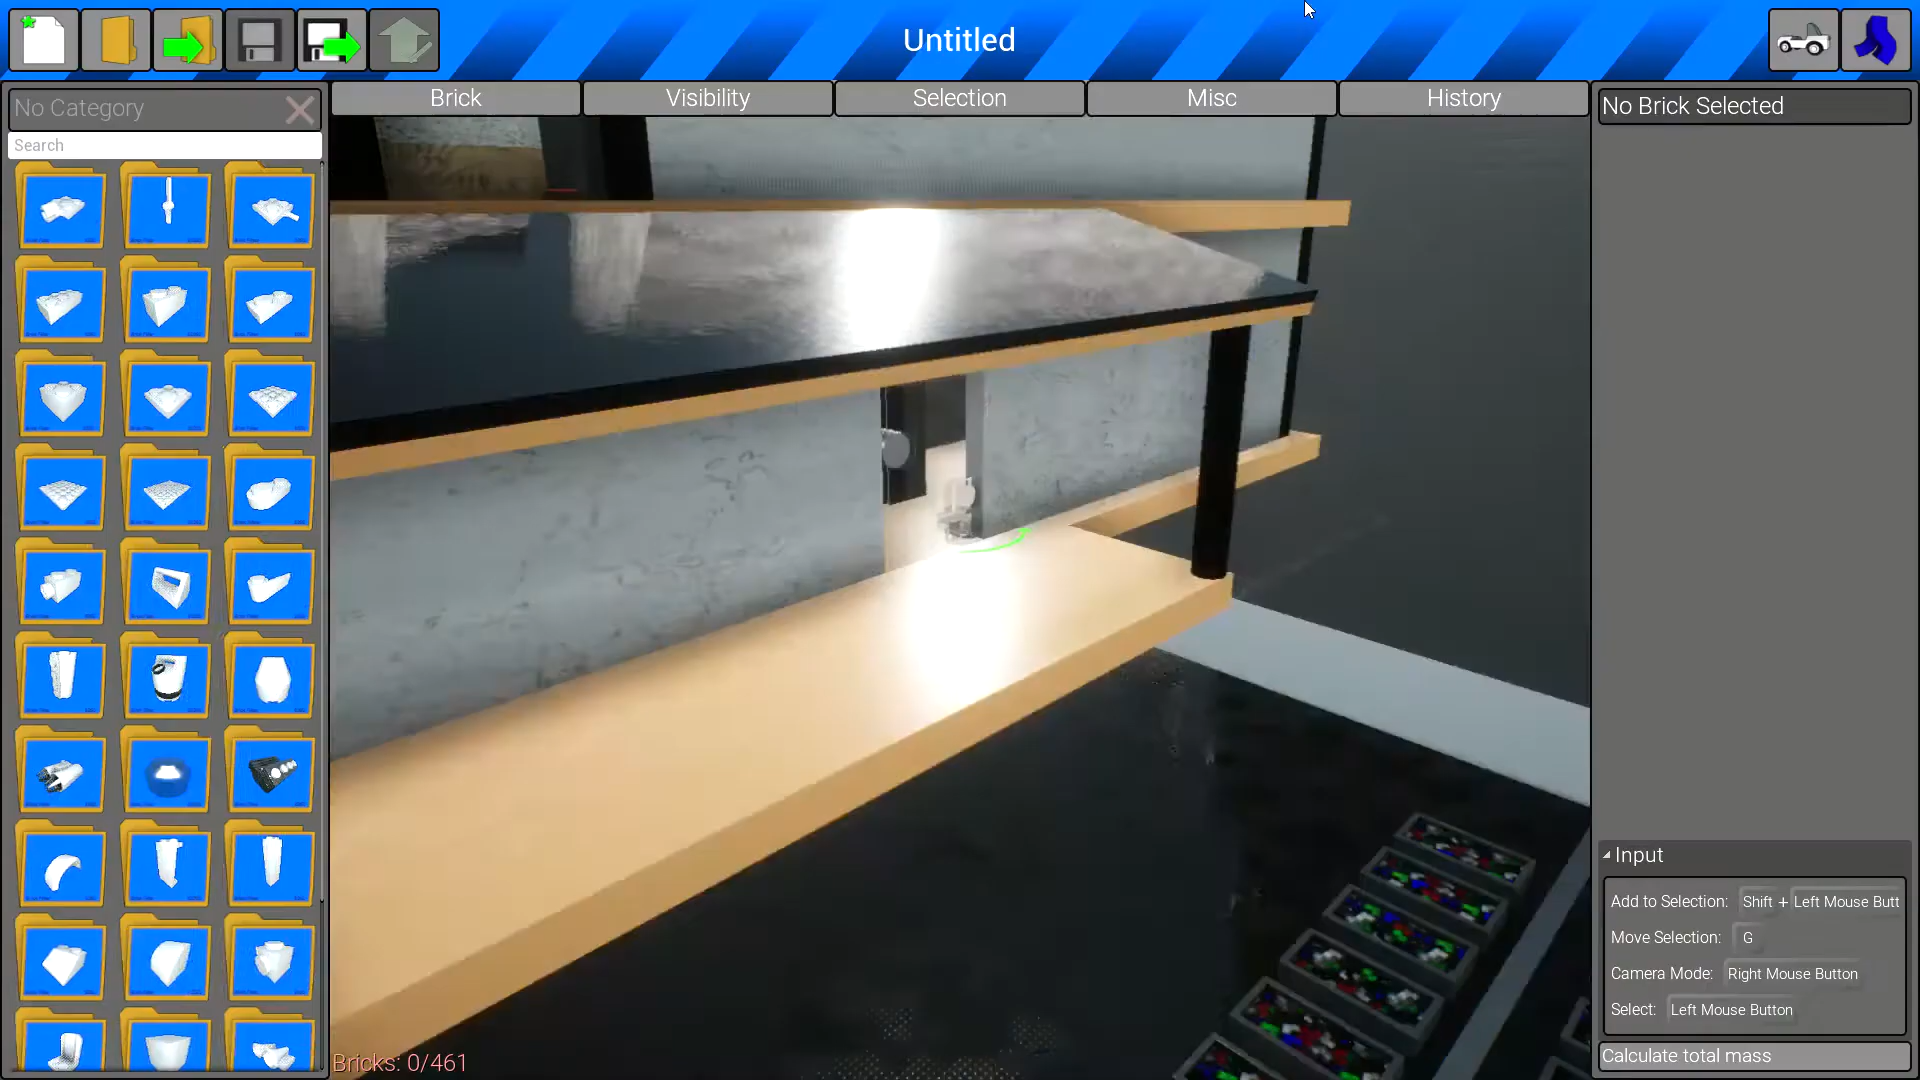 Untitled
No Category
Search
Brick
Visibility
Selection
Misc
History
No Brick Selected
Bricks: 0/461
Input
Add to Selection: Shift + Left Mouse Butt
Move Selection: G
Camera Mode: Right Mouse Button
Select: Left Mouse Button
Calculate total mass